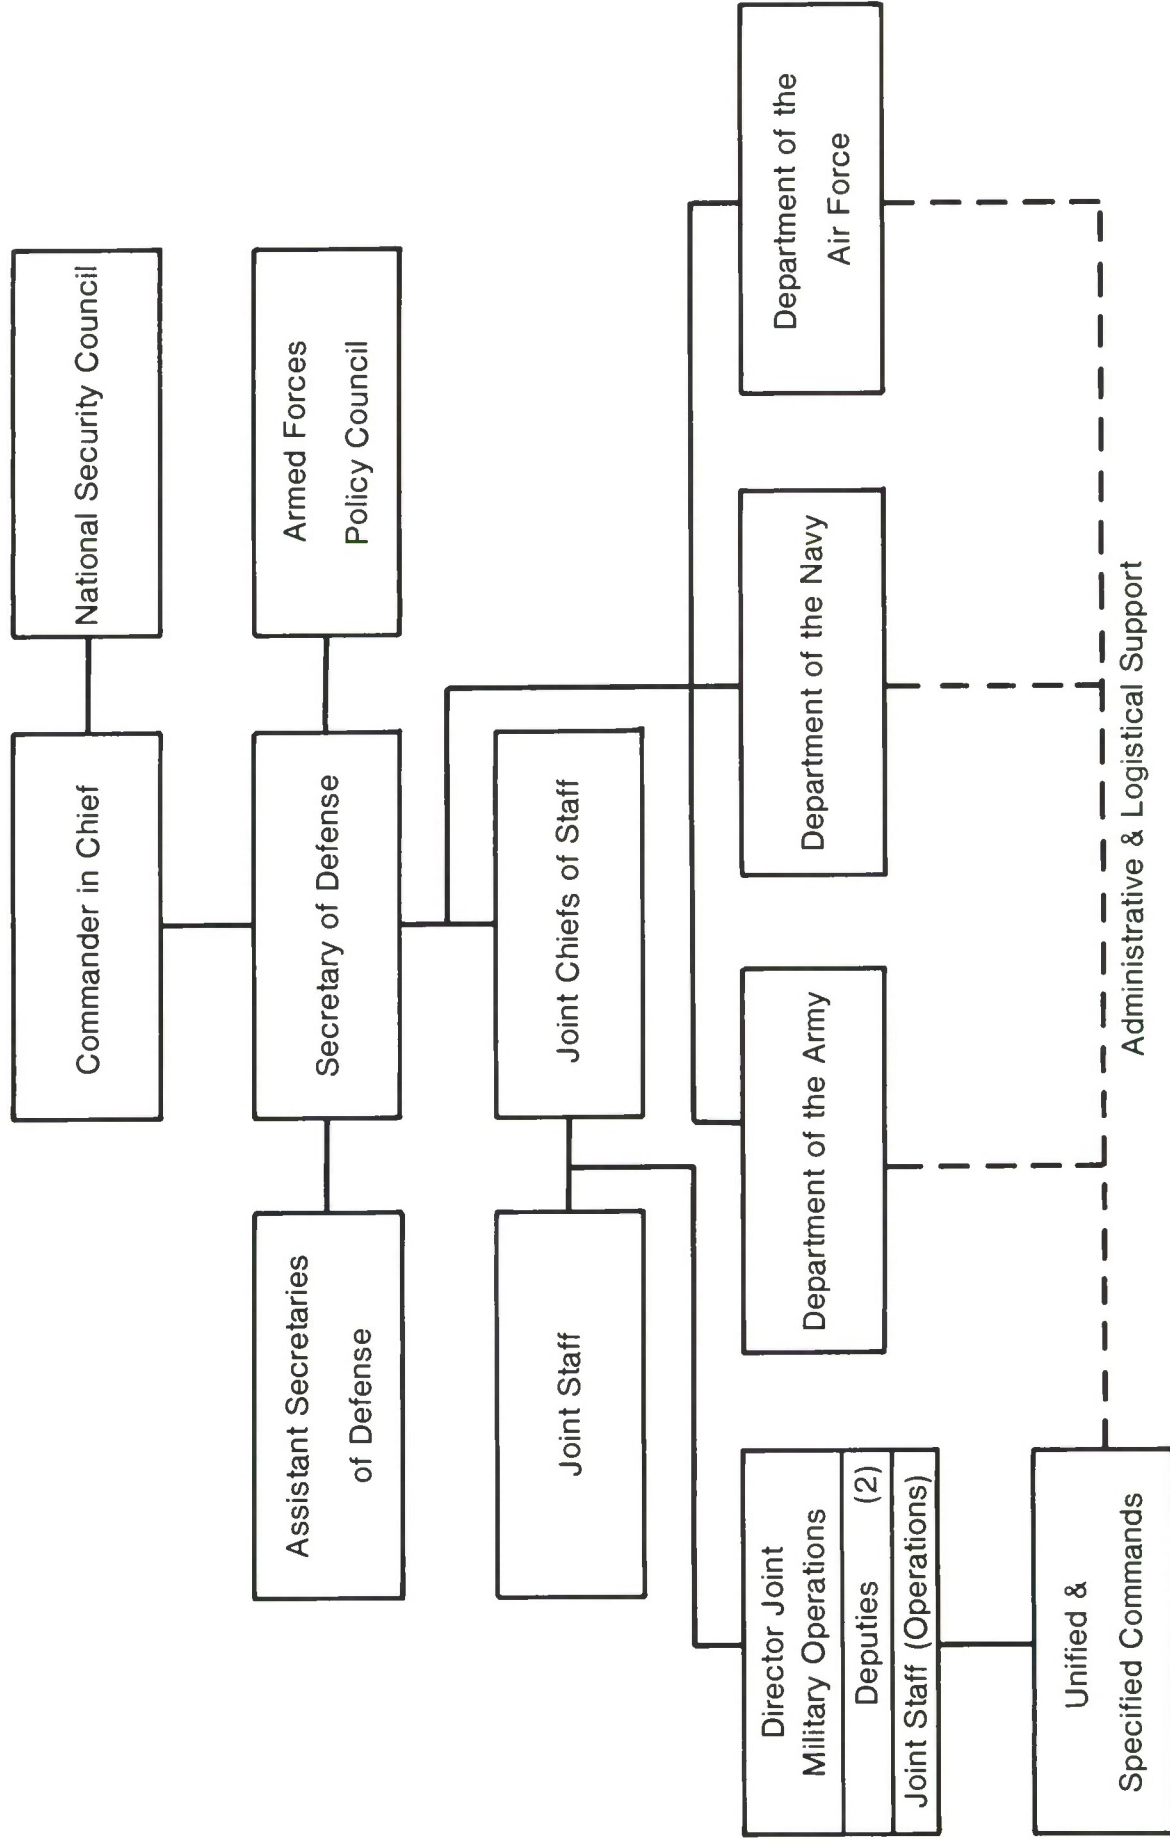 Commander in Chief
National Security Council
Assistant Secretaries
of Defense
Secretary of Defense
Armed Forces
Policy Council
Joint Staff
Joint Chiefs of Staff
Director Joint
Military Operations
Deputies (2)
Joint Staff (Operations)
Department of the Army
Department of the Navy
Department of the
Air Force
Unified &
Specified Commands
Administrative & Logistical Support